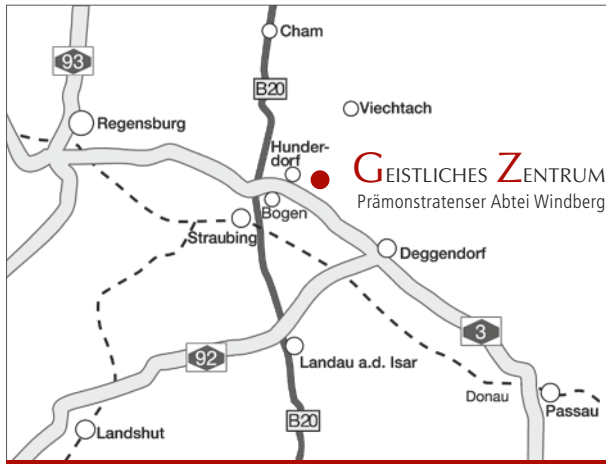 Cham
93
B20
Viechtach
Regensburg
Hunder-
dorf
GEISTLICHES ZENTRUM
Prämonstratenser Abtei Windberg
Bogen
Straubing
Deggendorf
3
92
Landau a.d. Isar
Donau
Passau
B20
Landshut